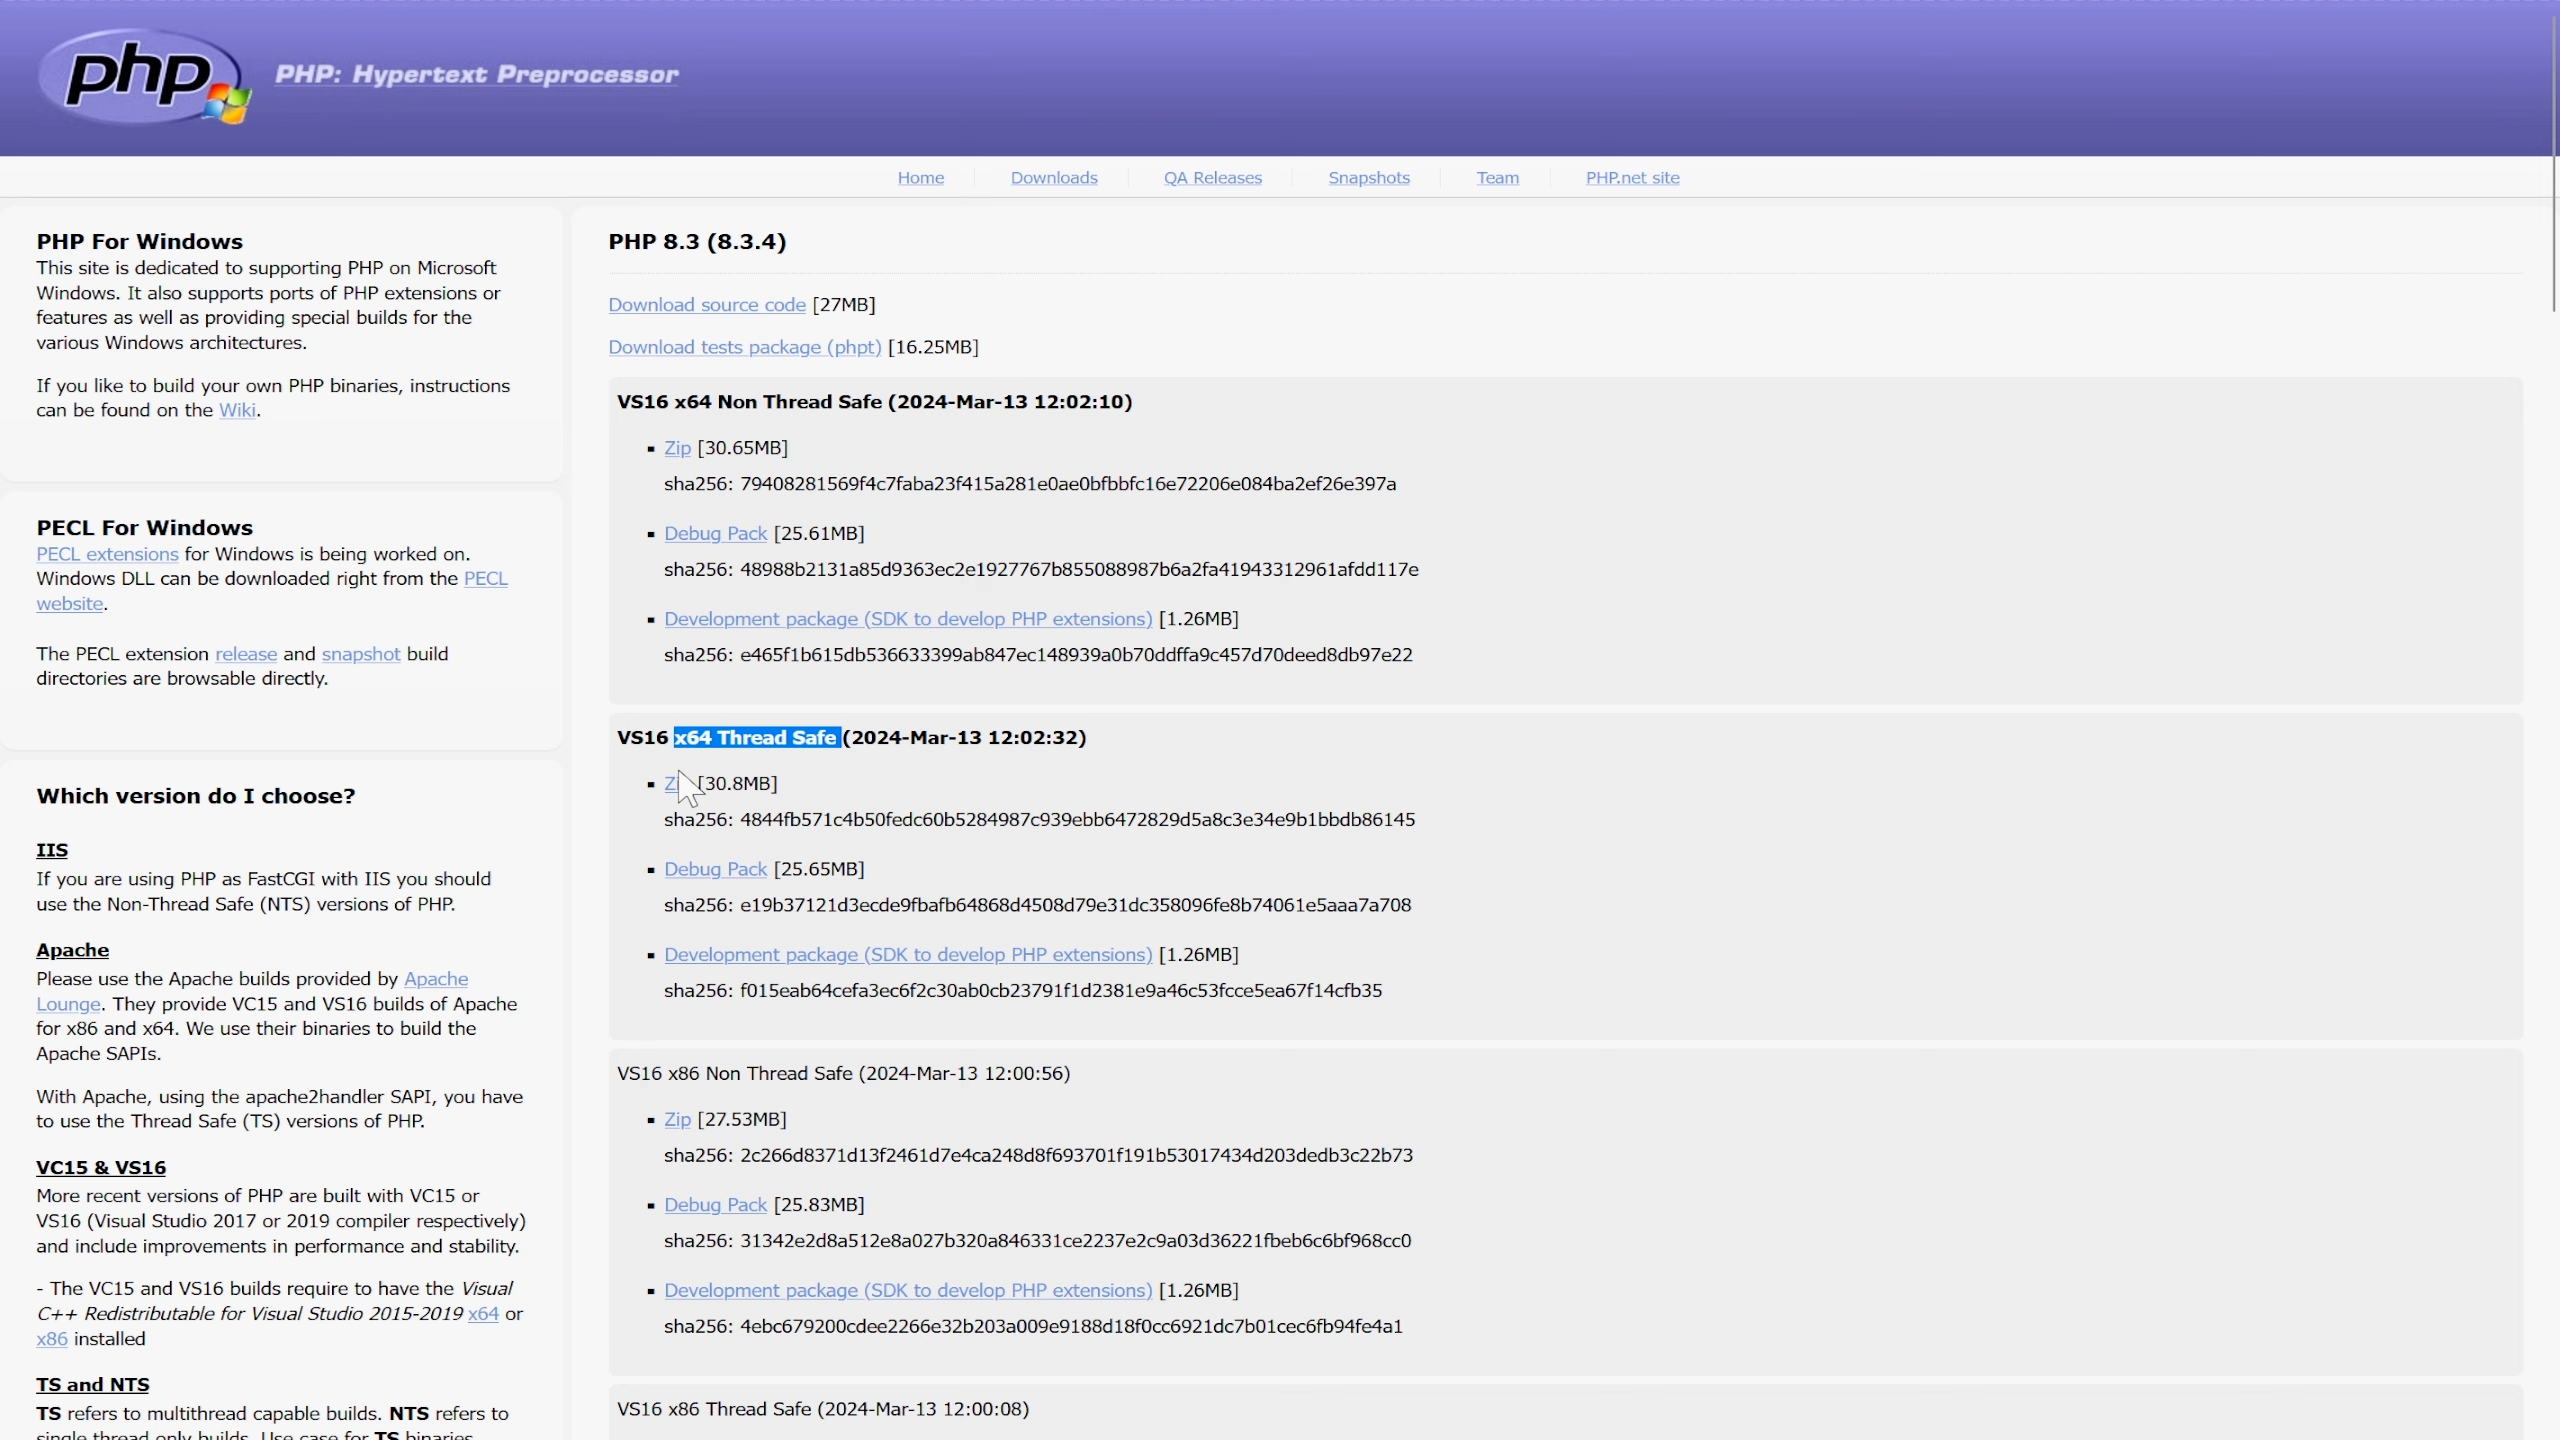 php
PHP: Hypertext Preprocessor
Home
Downloads
QA Releases
Snapshots
Team
PHP.net site
PHP For Windows
This site is dedicated to supporting PHP on Microsoft
Windows. It also supports ports of PHP extensions or
features as well as providing special builds for the
various Windows architectures.
If you like to build your own PHP binaries, instructions
can be found on the Wiki.
PECL For Windows
PECL extensions for Windows is being worked on.
Windows DLL can be downloaded right from the PECL
website.
The PECL extension release and snapshot build
directories are browsable directly.
Which version do I choose?
IIS
If you are using PHP as FastCGI with IIS you should
use the Non-Thread Safe (NTS) versions of PHP.
Apache
Please use the Apache builds provided by Apache
Lounge. They provide VC15 and VS16 builds of Apache
for x86 and x64. We use their binaries to build the
Apache SAPIs.
With Apache, using the apache2handler SAPI, you have
to use the Thread Safe (TS) versions of PHP.
VC15 & VS16
More recent versions of PHP are built with VC15 or
VS16 (Visual Studio 2017 or 2019 compiler respectively)
and include improvements in performance and stability.
- The VC15 and VS16 builds require to have the Visual
C++ Redistributable for Visual Studio 2015-2019 x64 or
x86 installed
TS and NTS
TS refers to multithread capable builds. NTS refers to
single thread only builds. Use case for TS binaries
PHP 8.3 (8.3.4)
Download source code [27MB]
Download tests package (phpt) [16.25MB]
VS16 x64 Non Thread Safe (2024-Mar-13 12:02:10)
Zip [30.65MB]
sha256: 79408281569f4c7faba23f415a281e0ae0bfbbfc16e72206e084ba2ef26e397a
Debug Pack [25.61MB]
sha256: 48988b2131a85d9363ec2e1927767b855088987b6a2fa41943312961afdd117e
Development package (SDK to develop PHP extensions) [1.26MB]
sha256: e465f1b615db536633399ab847ec148939a0b70ddffa9c457d70deed8db97e22
VS16 x64 Thread Safe (2024-Mar-13 12:02:32)
Zip [30.8MB]
sha256: 4844fb571c4b50fedc60b5284987c939ebb6472829d5a8c3e34e9b1bbdb86145
Debug Pack [25.65MB]
sha256: e19b37121d3ecde9fbafb64868d4508d79e31dc358096fe8b74061e5aaa7a708
Development package (SDK to develop PHP extensions) [1.26MB]
sha256: f015eab64cefa3ec6f2c30ab0cb23791f1d2381e9a46c53fcce5ea67f14cfb35
VS16 x86 Non Thread Safe (2024-Mar-13 12:00:56)
Zip [27.53MB]
sha256: 2c266d8371d13f2461d7e4ca248d8f693701f191b53017434d203dedb3c22b73
Debug Pack [25.83MB]
sha256: 31342e2d8a512e8a027b320a846331ce2237e2c9a03d36221fbeb6c6bf968cc0
Development package (SDK to develop PHP extensions) [1.26MB]
sha256: 4ebc679200cdee2266e32b203a009e9188d18f0cc6921dc7b01cec6fb94fe4a1
VS16 x86 Thread Safe (2024-Mar-13 12:00:08)